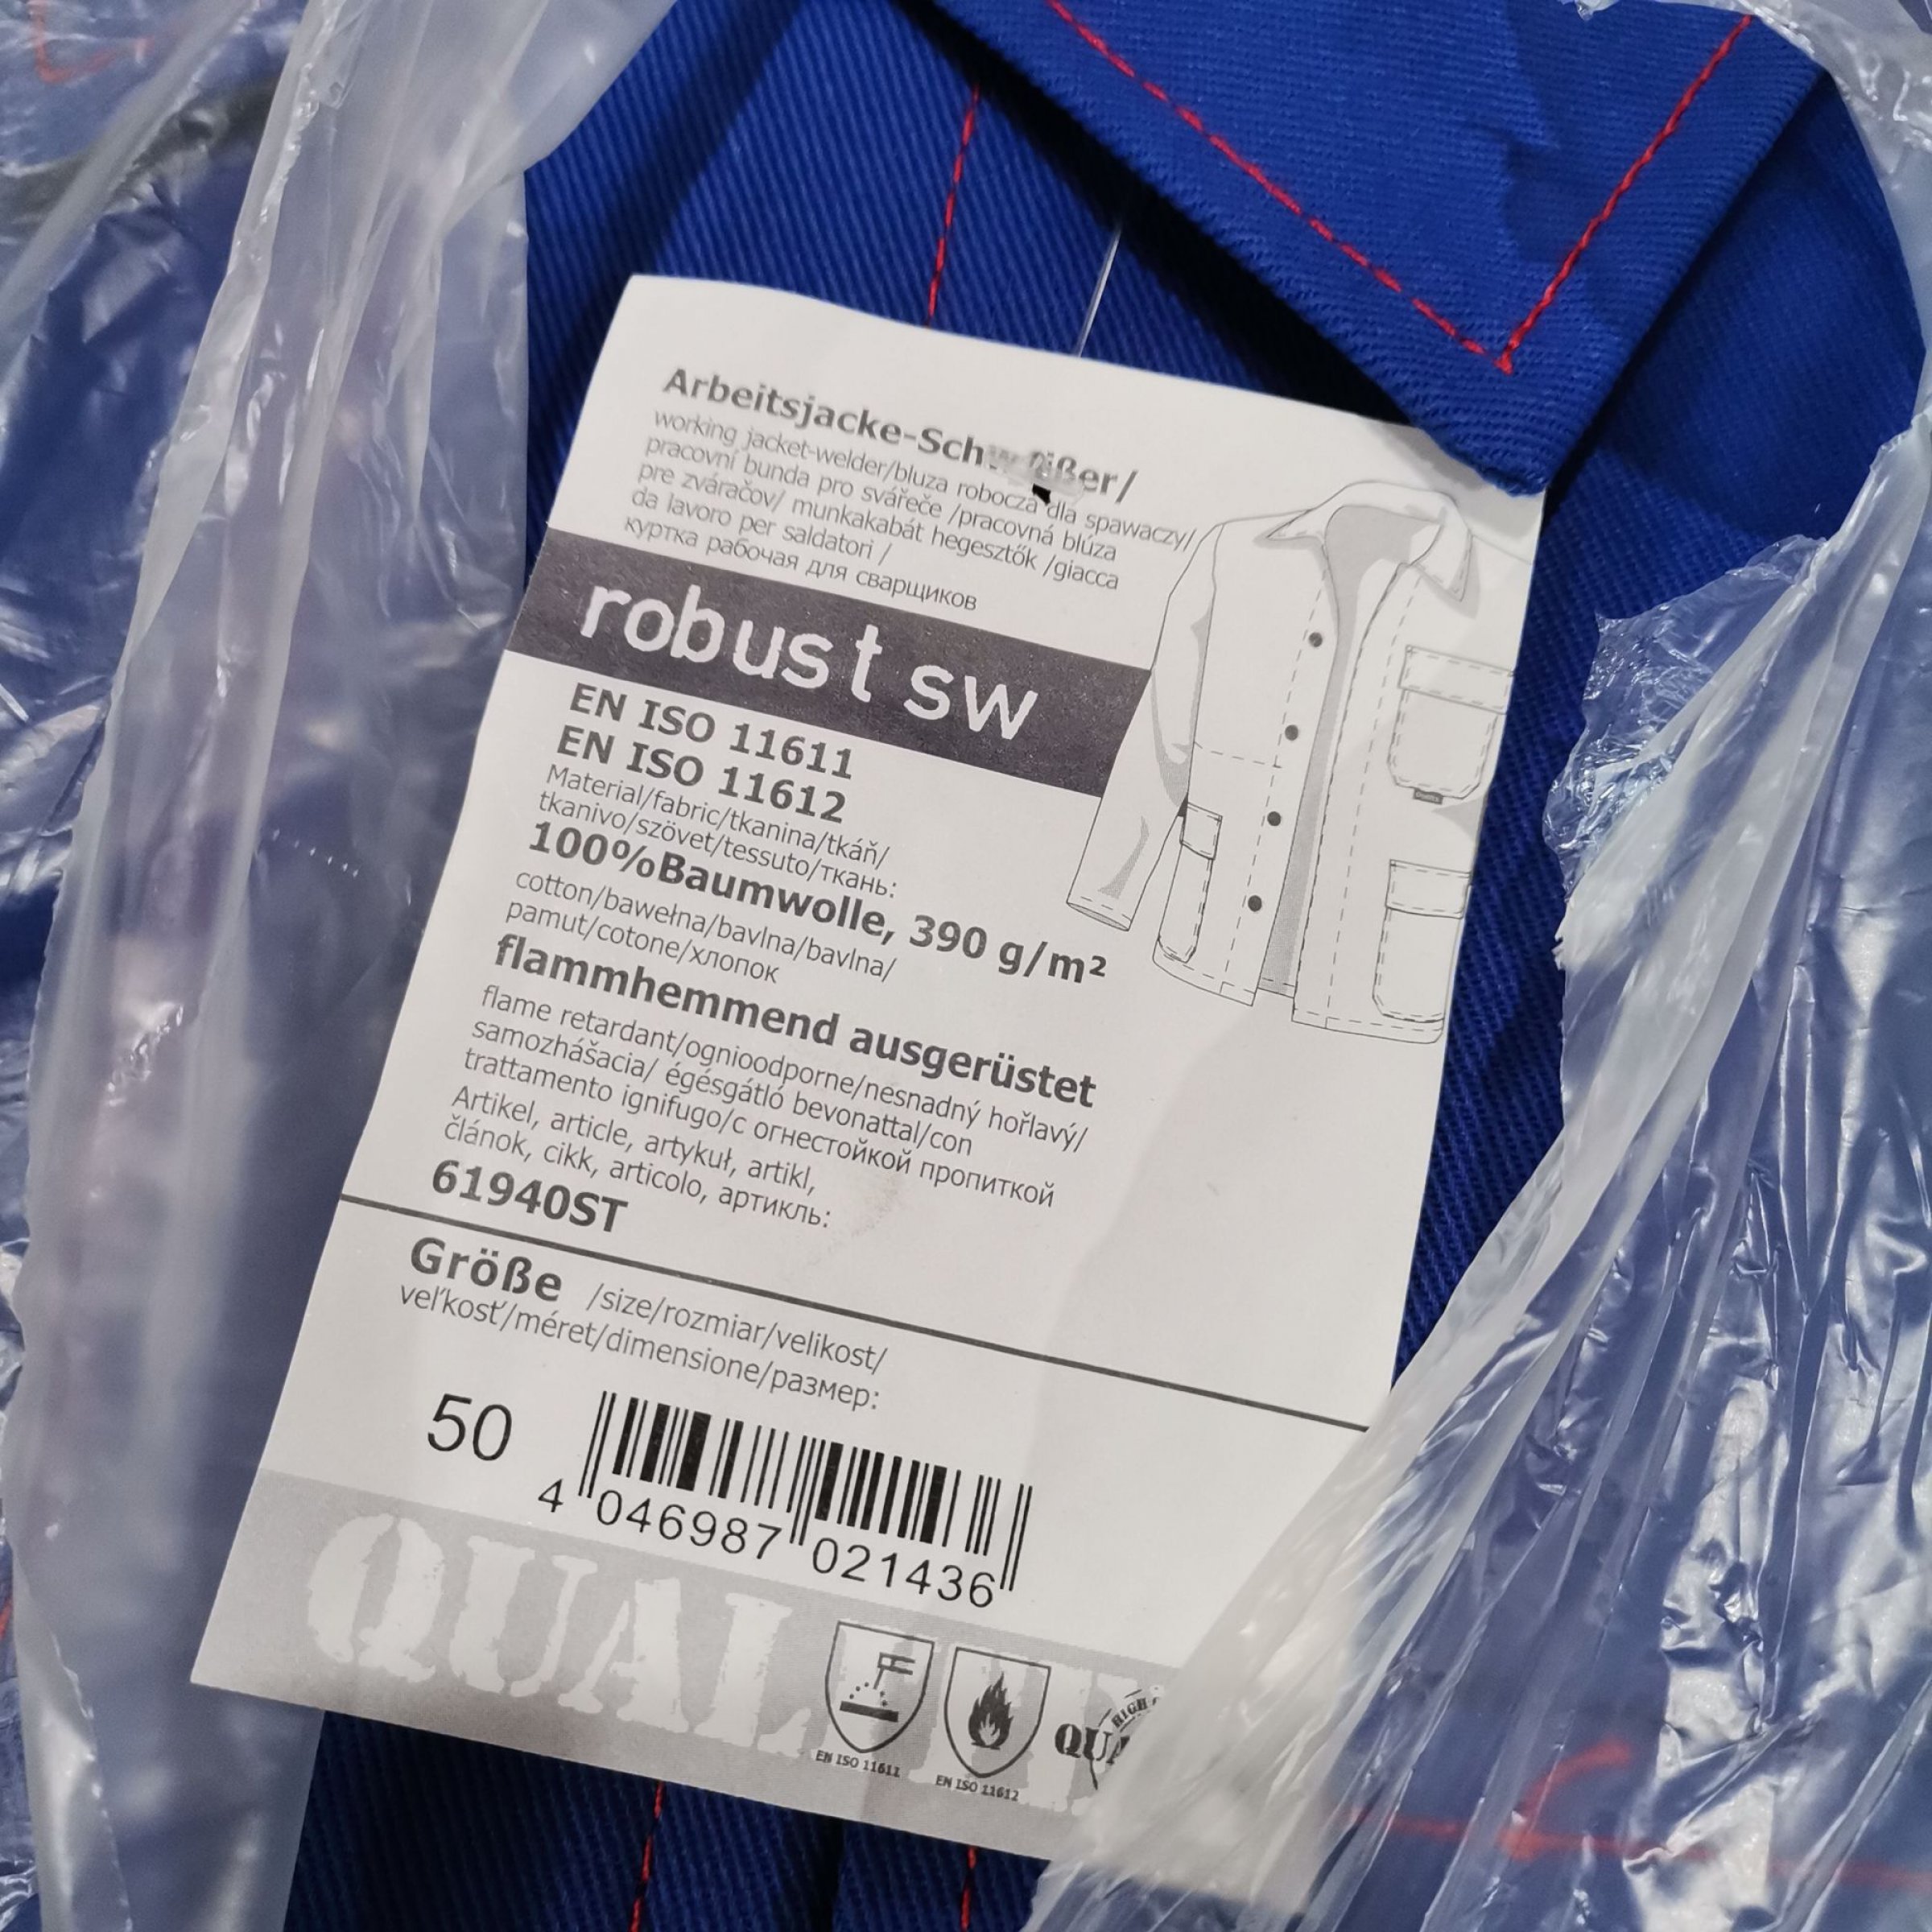 Arbeitsjacke-Schweißer/
working jacket-welder/bluza robocza dla spawaczy/
pracovní bunda pro svářeče /pracovná blúza
pre zváračov/ munkakabát hegesztők /giacca
da lavoro per saldatori /
куртка рабочая для сварщиков
robust sw
EN ISO 11611
EN ISO 11612
Material/fabric/tkanina/tkáň/
tkanivo/szövet/tessuto/ткань:
100%Baumwolle, 390 g/m²
cotton/bawełna/bavlna/bavlna/
pamut/cotone/хлопок
flammhemmend ausgerüstet
flame retardant/ognioodporne/nesnadný hořlavý/
samozhášacia/ égésgátló bevonattal/con
trattamento ignifugo/с огнестойкой пропиткой
Artikel, article, artykuł, artikl,
článok, cikk, articolo, артикль:
61940ST
Größe /size/rozmiar/velikost/
veľkosť/méret/dimensione/размер:
50
4 046987 021436
QUALITY
EN ISO 11611
EN ISO 11612
HIGH